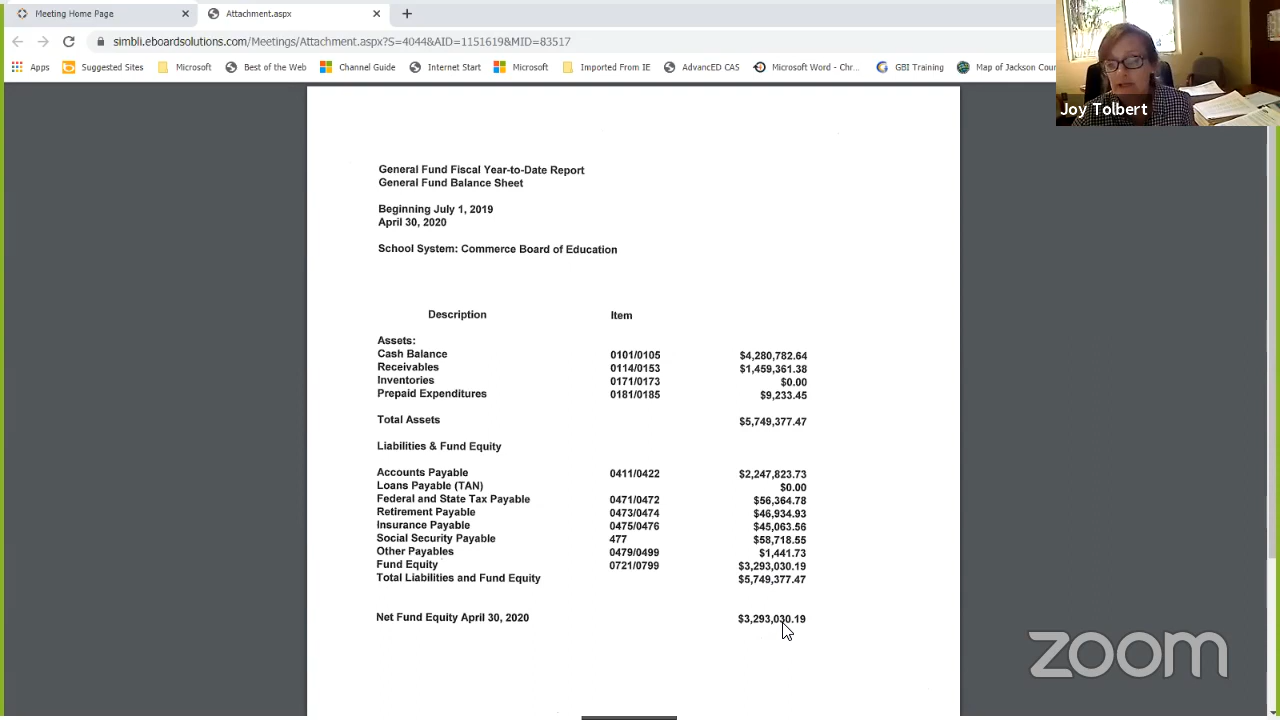 Meeting Home Page
Attachment.aspx
simbli.eboardsolutions.com/Meetings/Attachment.aspx?S=4044&AID=1151619&MID=83517
Apps Suggested Sites Microsoft Best of the Web Channel Guide Internet Start Microsoft Imported From IE AdvancED CAS Microsoft Word - Chr... GBI Training Map of Jackson Coun
Joy Tolbert
General Fund Fiscal Year-to-Date Report
General Fund Balance Sheet
Beginning July 1, 2019
April 30, 2020
School System: Commerce Board of Education
Description Item
Assets:
Cash Balance 0101/0105 $4,280,782.64
Receivables 0114/0153 $1,459,361.38
Inventories 0171/0173 $0.00
Prepaid Expenditures 0181/0185 $9,233.45
Total Assets $5,749,377.47
Liabilities & Fund Equity
Accounts Payable 0411/0422 $2,247,823.73
Loans Payable (TAN) $0.00
Federal and State Tax Payable 0471/0472 $56,364.78
Retirement Payable 0473/0474 $46,934.93
Insurance Payable 0475/0476 $45,063.56
Social Security Payable 477 $58,718.55
Other Payables 0479/0499 $1,441.73
Fund Equity 0721/0799 $3,293,030.19
Total Liabilities and Fund Equity $5,749,377.47
Net Fund Equity April 30, 2020 $3,293,030.19
zoom